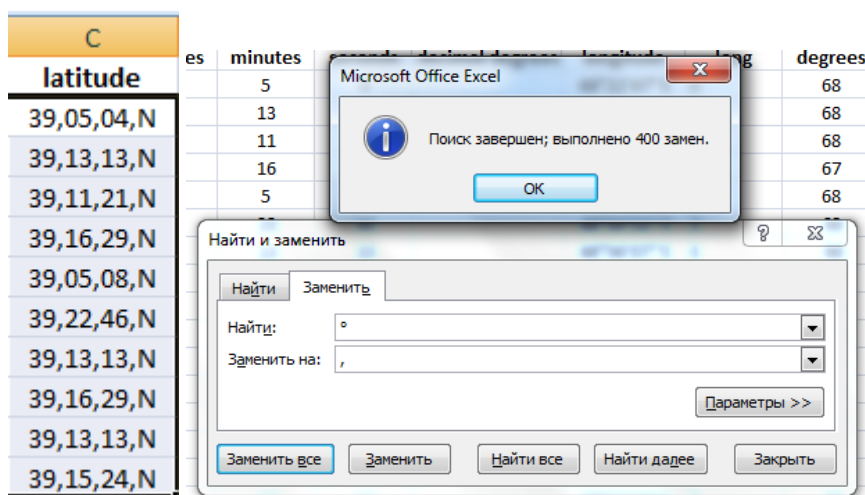 C
latitude
39,05,04,N
39,13,13,N
39,11,21,N
39,16,29,N
39,05,08,N
39,22,46,N
39,13,13,N
39,16,29,N
39,13,13,N
39,15,24,N
es minutes degrees
5 68
13 68
11 68
16 67
5 68
Microsoft Office Excel
Поиск завершен; выполнено 400 замен.
ОК
Найти и заменить
Найти Заменить
Найти: °
Заменить на: ,
Параметры >>
Заменить все Заменить Найти все Найти далее Закрыть